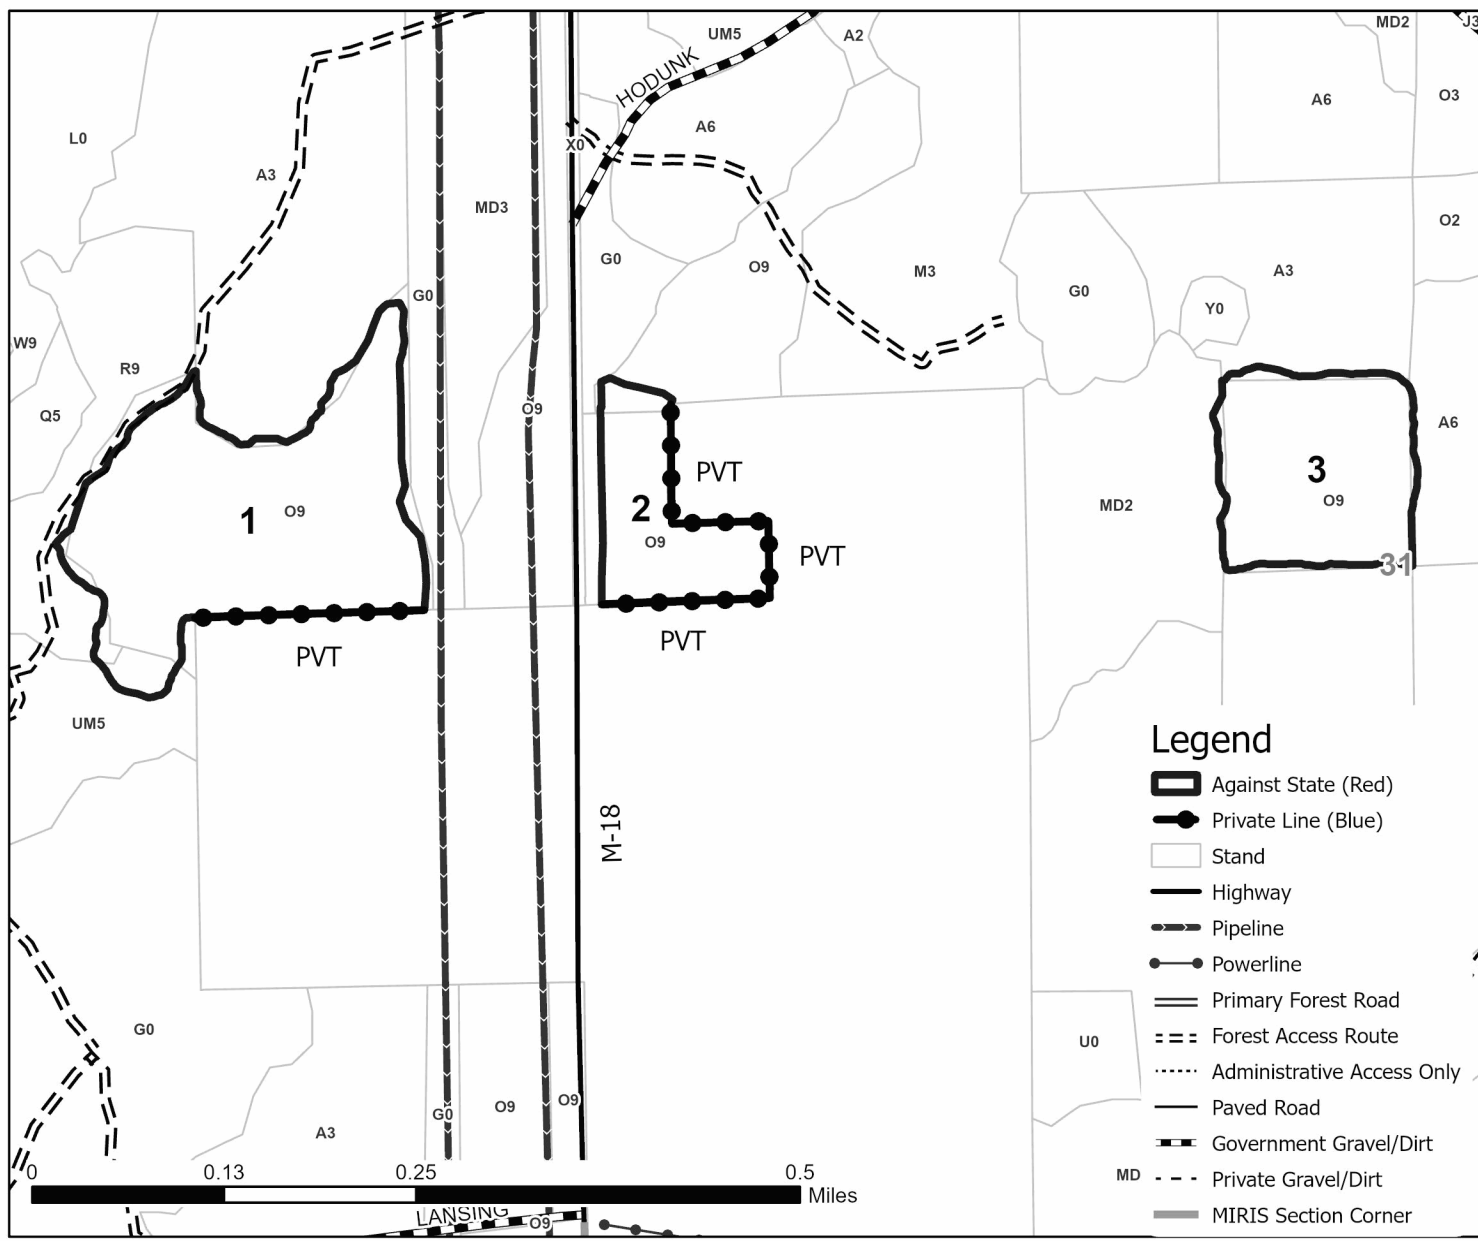 MD2
J3
UM5
A2
HODUNK
A6
O3
A6
L0
X0
A3
MD3
O2
G0
O9
M3
G0
A3
Y0
G0
W9
R9
O9
Q5
A6
PVT
3
1
O9
2
O9
MD2
O9
PVT
PVT
31
PVT
PVT
UM5
M-18
G0
U0
G0
O9
O9
A3
MD
0
0.13
0.25
0.5
Miles
LANSING
O9
Legend
Against State (Red)
Private Line (Blue)
Stand
Highway
Pipeline
Powerline
Primary Forest Road
Forest Access Route
Administrative Access Only
Paved Road
Government Gravel/Dirt
Private Gravel/Dirt
MIRIS Section Corner